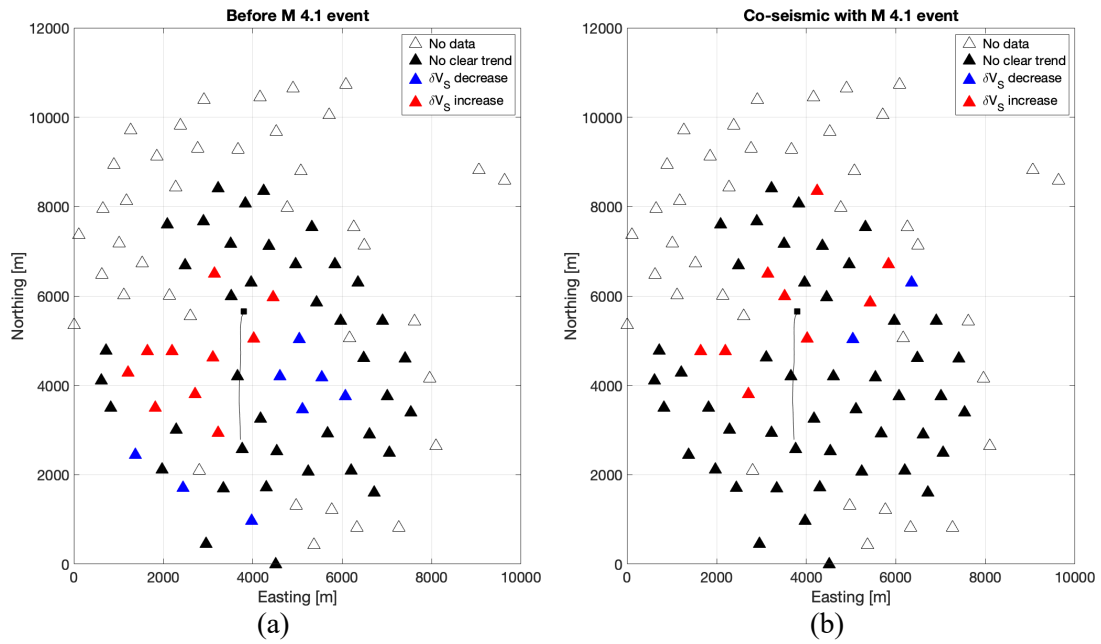 Before M 4.1 event
12000
10000
8000
6000
4000
2000
0
Northing [m]
No data
No clear trend
δVS decrease
δVS increase
0 2000 4000 6000 8000 10000
Easting [m]
(a)
Co-seismic with M 4.1 event
12000
10000
8000
6000
4000
2000
0
Northing [m]
No data
No clear trend
δVS decrease
δVS increase
0 2000 4000 6000 8000 10000
Easting [m]
(b)